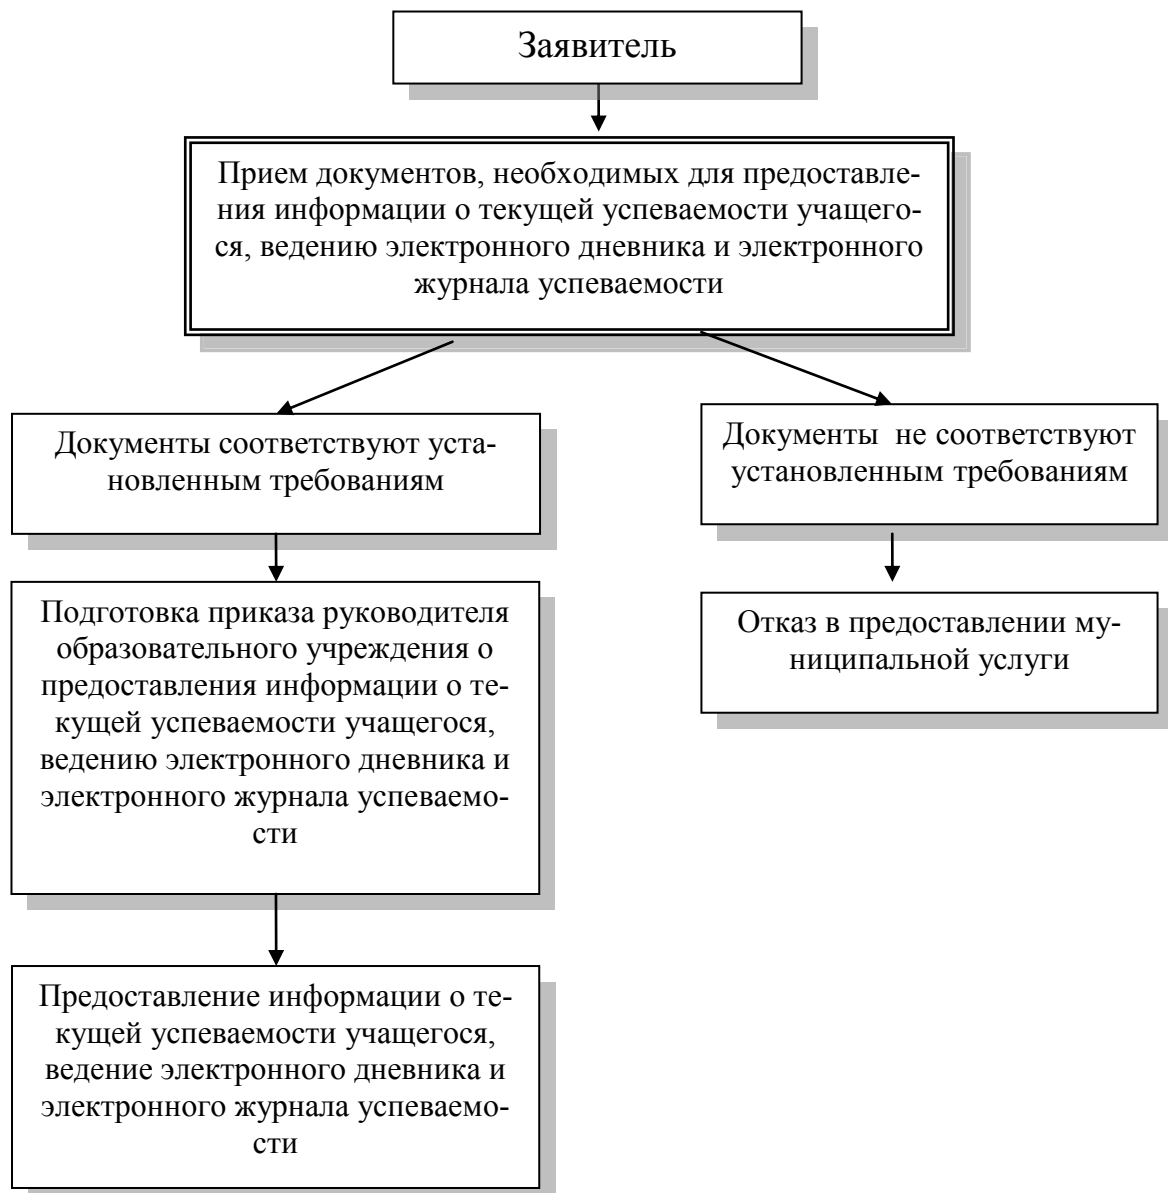 Заявитель
Прием документов, необходимых для предоставле-
ния информации о текущей успеваемости учащего-
ся, ведению электронного дневника и электронного
журнала успеваемости
Документы соответствуют уста-
новленным требованиям
Документы не соответствуют
установленным требованиям
Подготовка приказа руководителя
образовательного учреждения о
предоставления информации о те-
кущей успеваемости учащегося,
ведению электронного дневника и
электронного журнала успеваемо-
сти
Отказ в предоставлении му-
ниципальной услуги
Предоставление информации о те-
кущей успеваемости учащегося,
ведение электронного дневника и
электронного журнала успеваемо-
сти